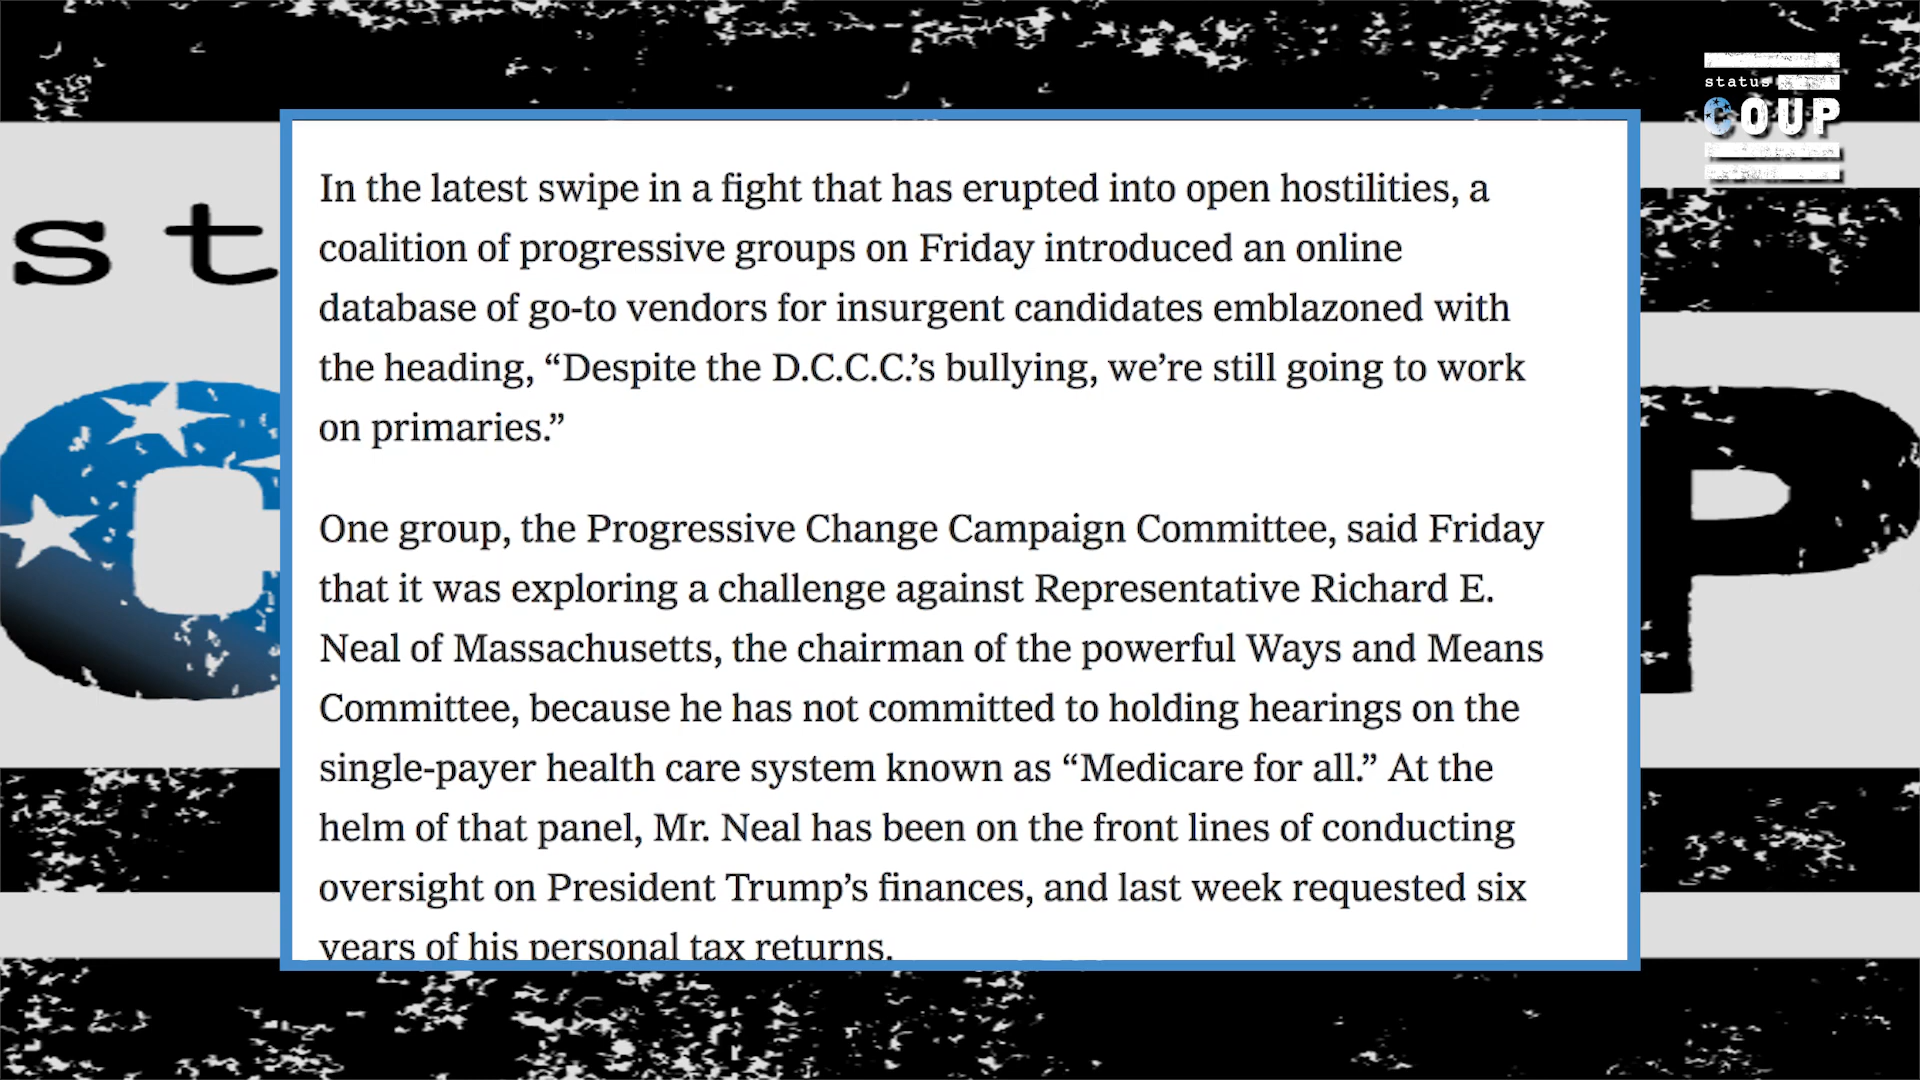 status
COUP
st
In the latest swipe in a fight that has erupted into open hostilities, a
coalition of progressive groups on Friday introduced an online
database of go-to vendors for insurgent candidates emblazoned with
the heading, “Despite the D.C.C.C.’s bullying, we’re still going to work
on primaries.”
One group, the Progressive Change Campaign Committee, said Friday
that it was exploring a challenge against Representative Richard E.
Neal of Massachusetts, the chairman of the powerful Ways and Means
Committee, because he has not committed to holding hearings on the
single-payer health care system known as “Medicare for all.” At the
helm of that panel, Mr. Neal has been on the front lines of conducting
oversight on President Trump’s finances, and last week requested six
years of his personal tax returns.
C
P